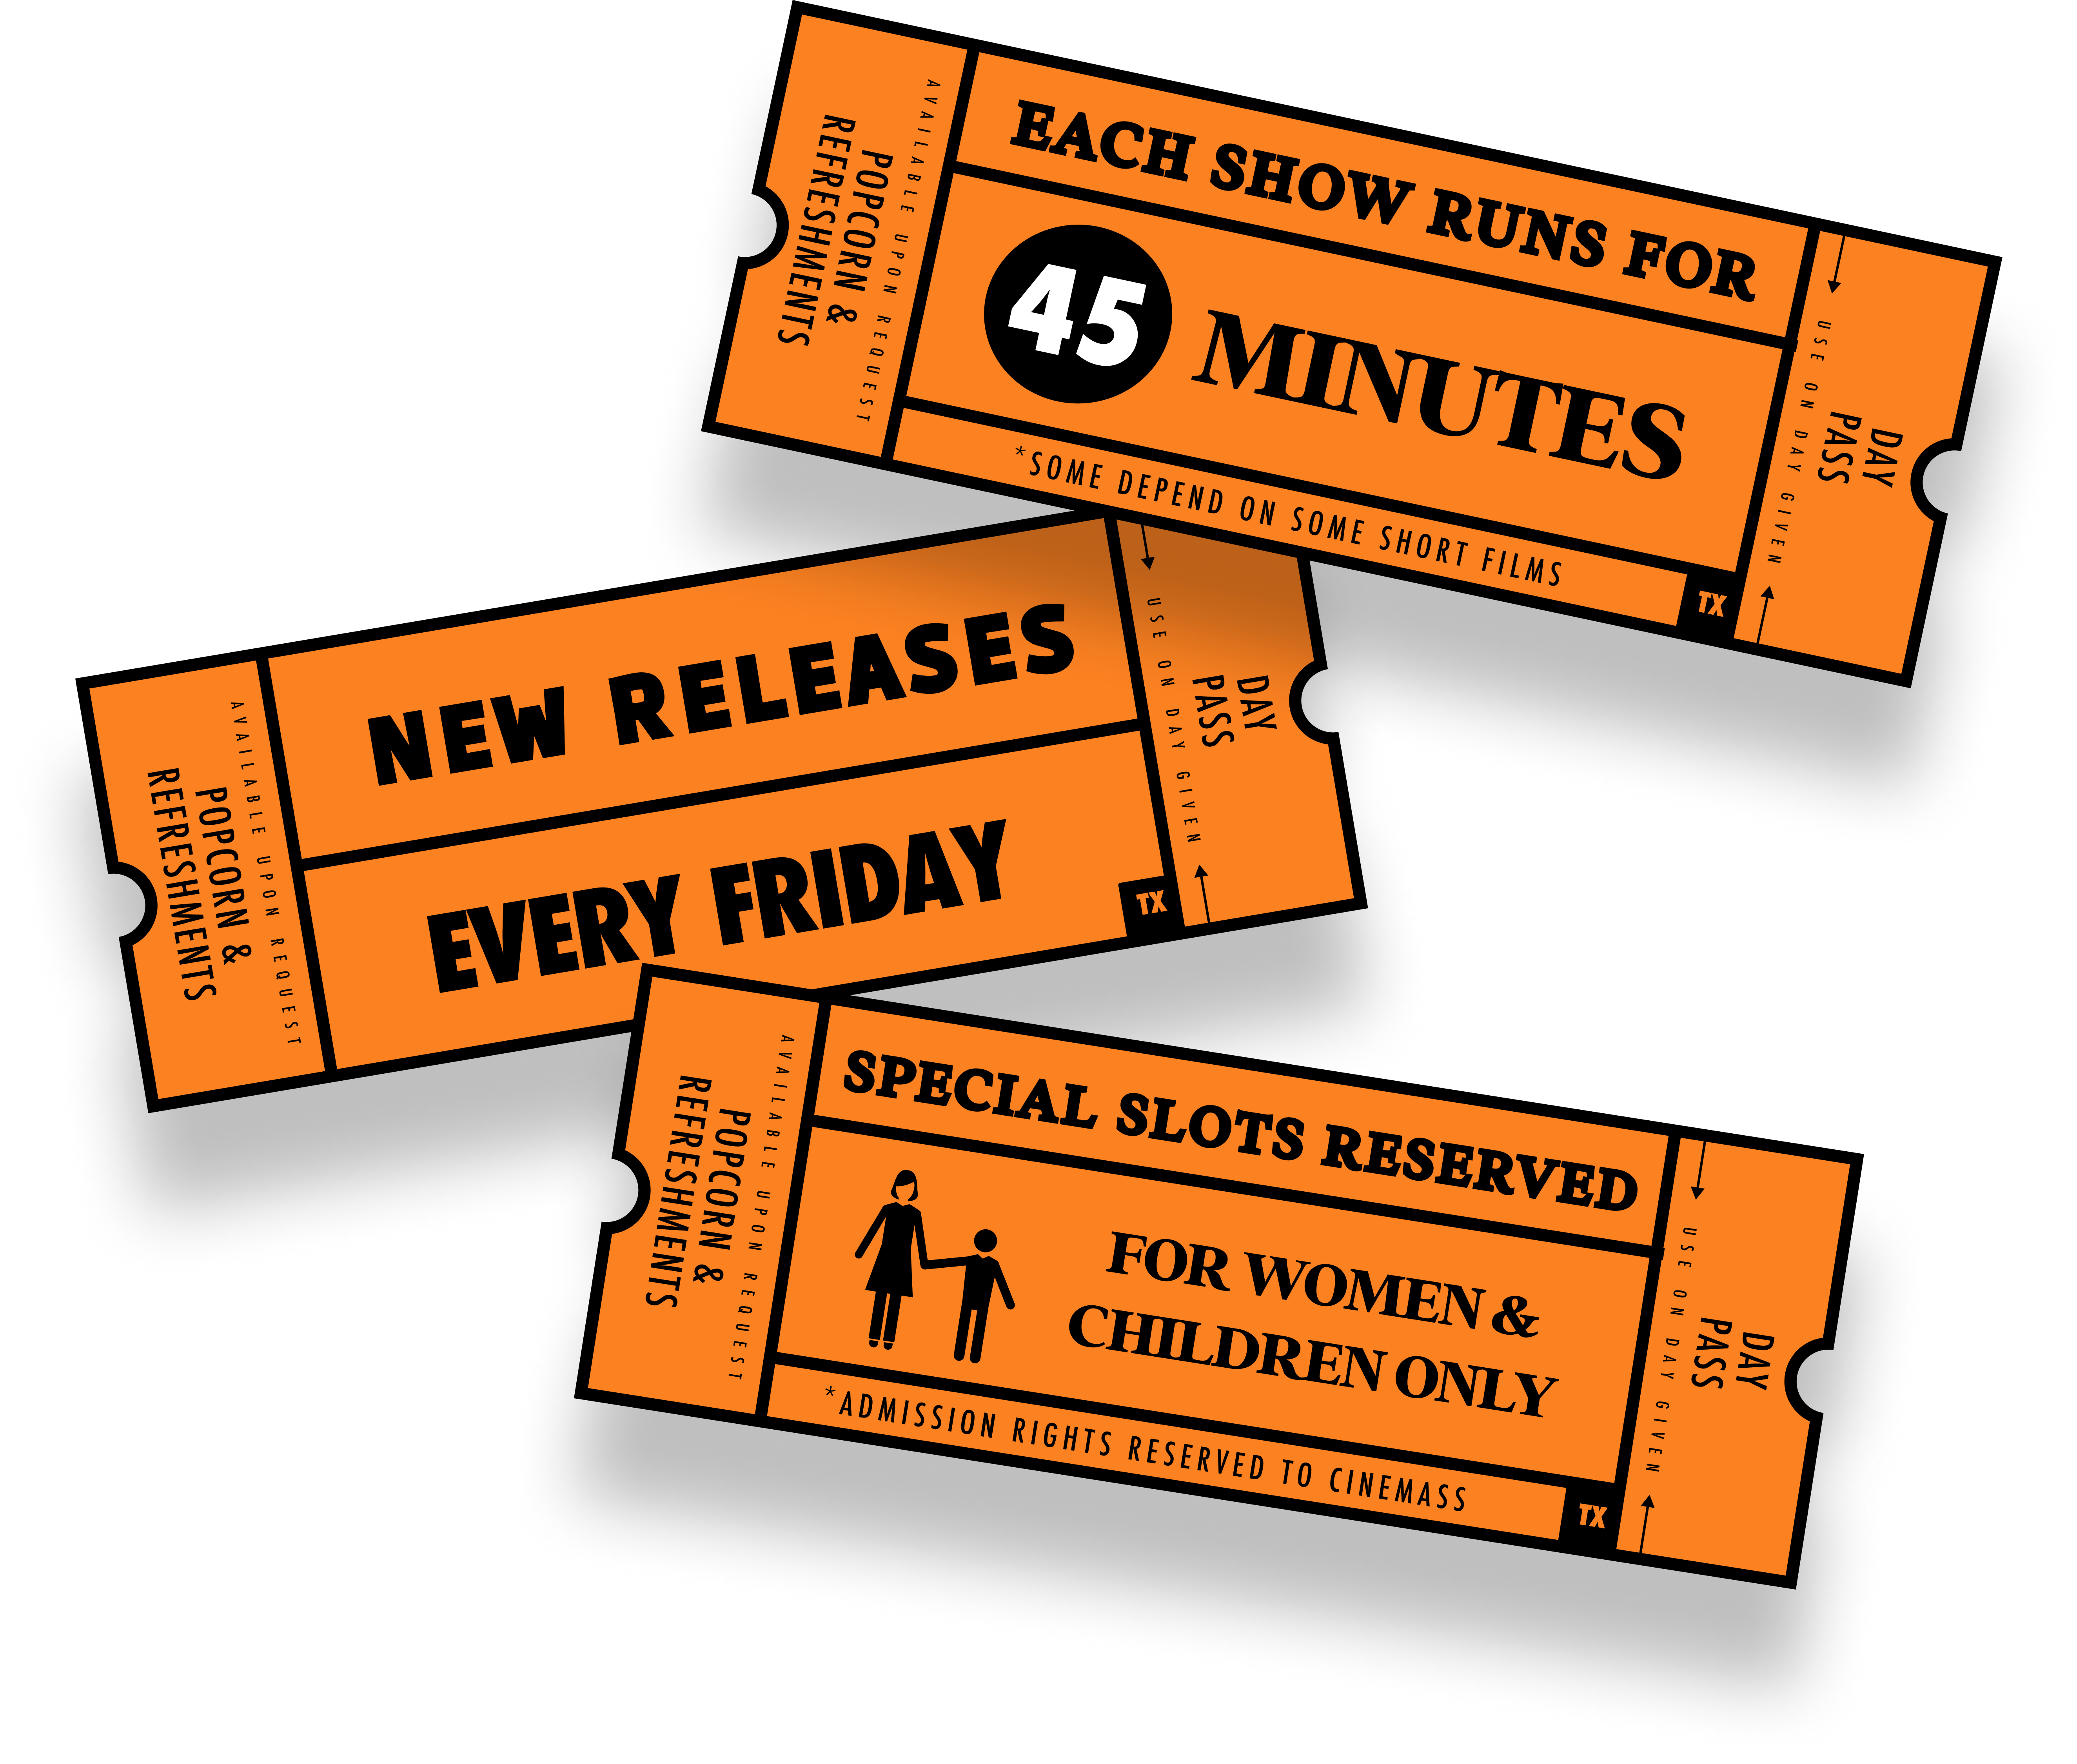 POPCORN &
REFRESHMENTS
AVAILABLE UPON REQUEST
EACH SHOW RUNS FOR
45 MINUTES
*SOME DEPEND ON SOME SHORT FILMS
TX
USE ON DAY GIVEN
DAY
PASS
POPCORN &
REFRESHMENTS
AVAILABLE UPON REQUEST
NEW RELEASES
EVERY FRIDAY
TX
USE ON DAY GIVEN
DAY
PASS
POPCORN &
REFRESHMENTS
AVAILABLE UPON REQUEST
SPECIAL SLOTS RESERVED
FOR WOMEN &
CHILDREN ONLY
*ADMISSION RIGHTS RESERVED TO CINEMASS
TX
USE ON DAY GIVEN
DAY
PASS